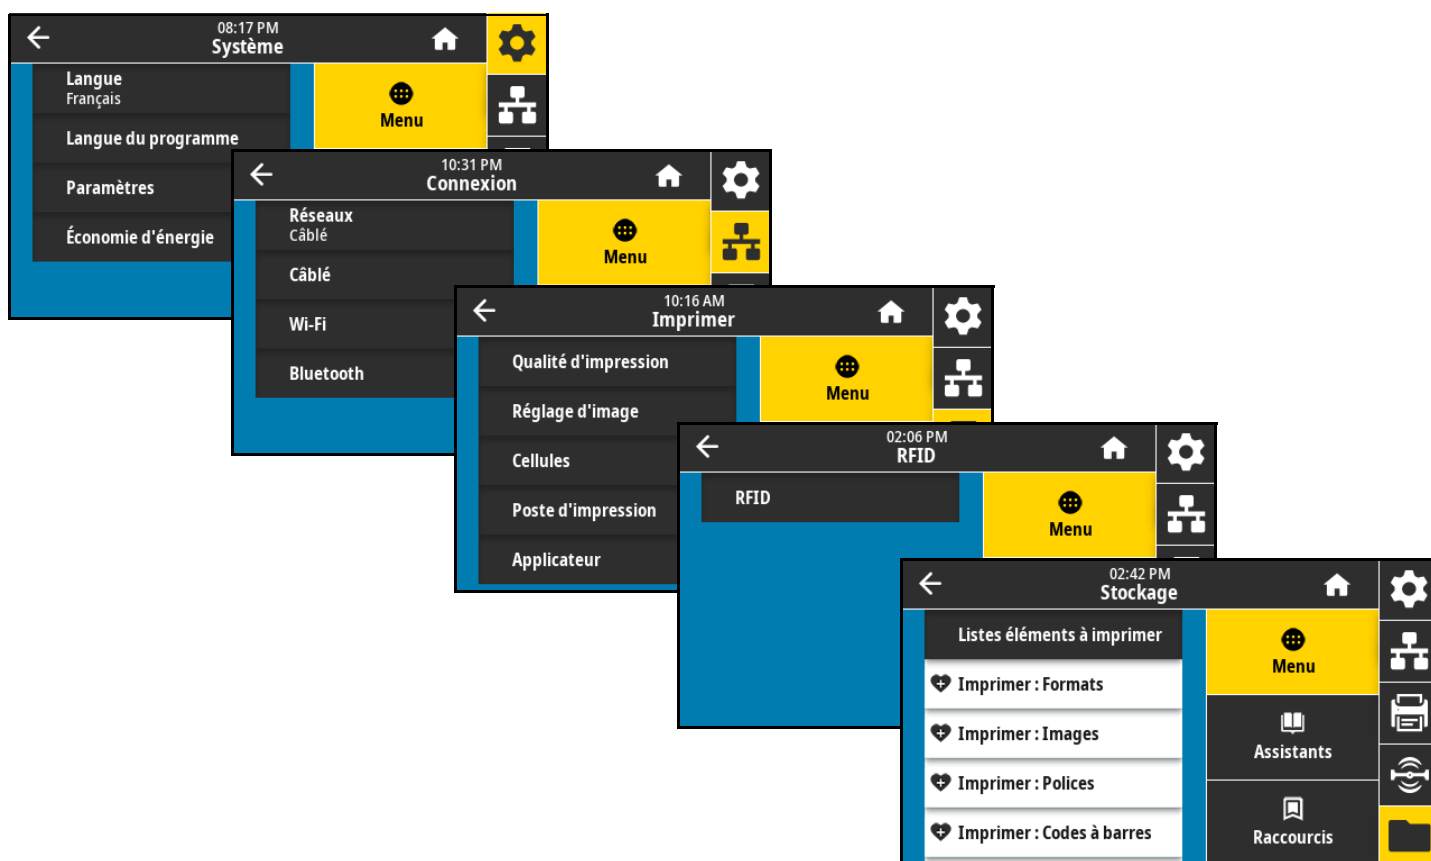 08:17 PM
Système
Langue
Français
Menu
Langue du programme
Paramètres
Économie d'énergie
10:31 PM
Connexion
Réseaux
Câblé
Menu
Câblé
Wi-Fi
Bluetooth
10:16 AM
Imprimer
Qualité d'impression
Menu
Réglage d'image
Cellules
Poste d'impression
Applicateur
02:06 PM
RFID
RFID
Menu
02:42 PM
Stockage
Listes éléments à imprimer
Menu
Imprimer : Formats
Imprimer : Images
Assistants
Imprimer : Polices
Imprimer : Codes à barres
Raccourcis